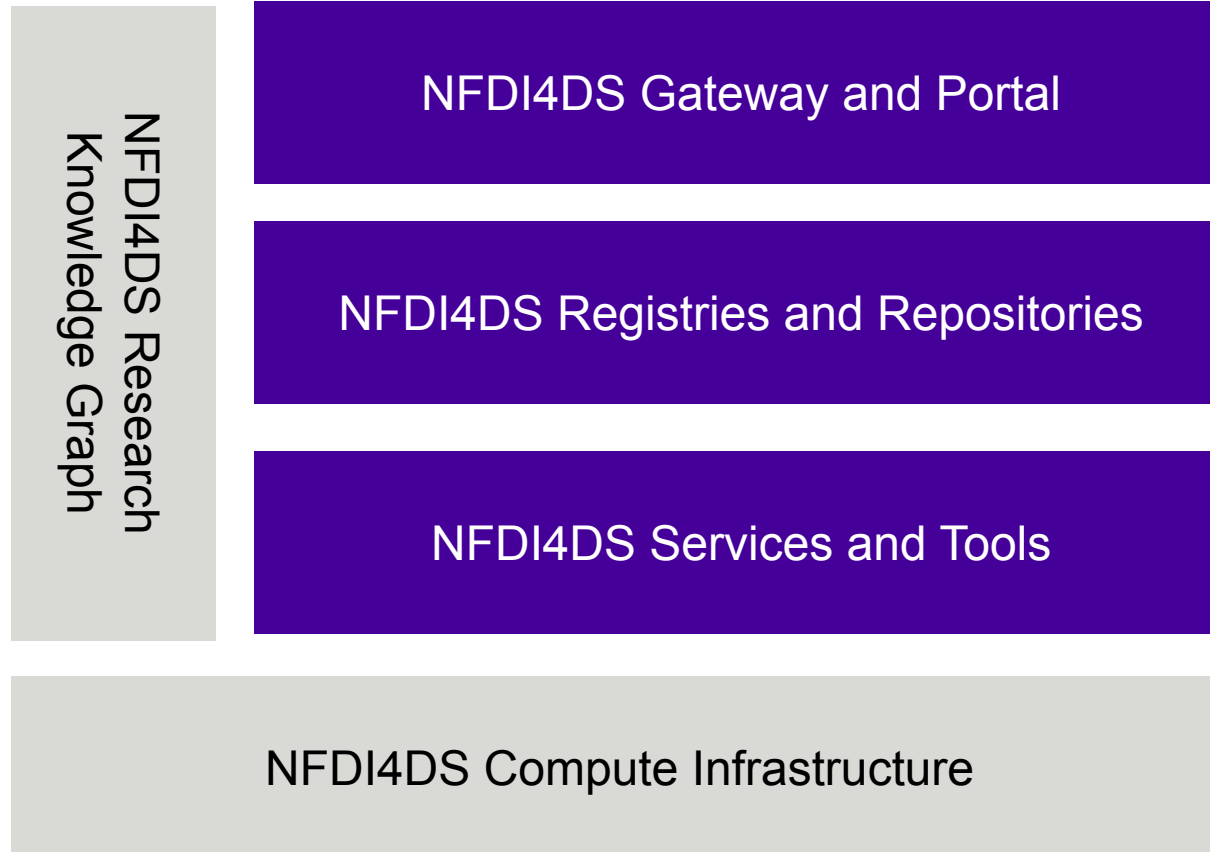 NFDI4DS Research
Knowledge Graph
NFDI4DS Gateway and Portal
NFDI4DS Registries and Repositories
NFDI4DS Services and Tools
NFDI4DS Compute Infrastructure